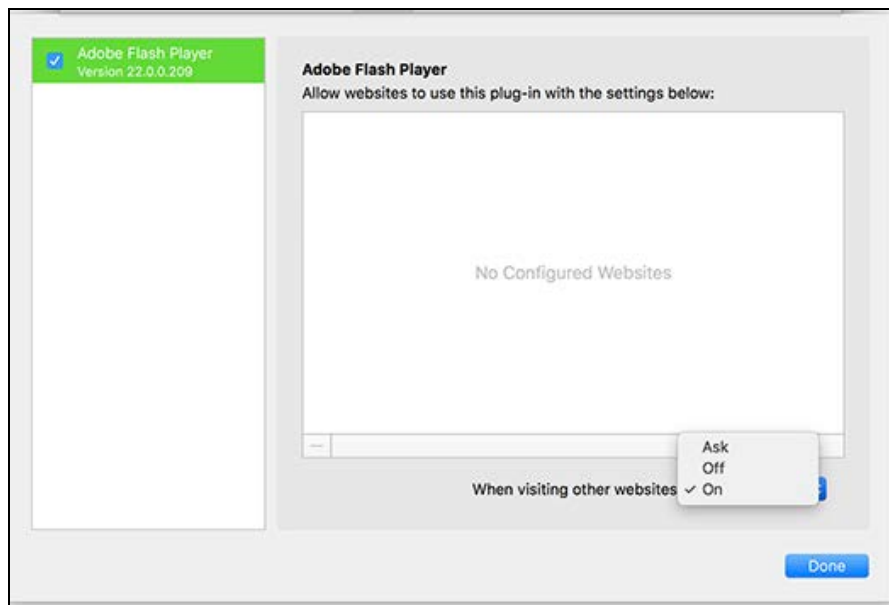 Adobe Flash Player
Version 22.0.0.209
Adobe Flash Player
Allow websites to use this plug-in with the settings below:
No Configured Websites
Ask
Off
When visiting other websites ✓ On
Done